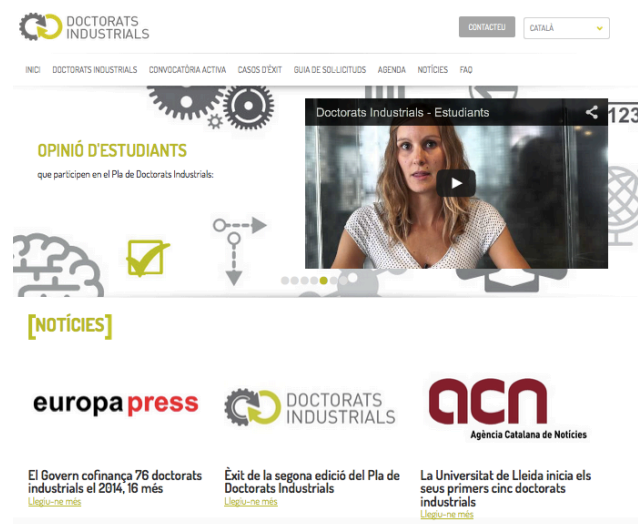 DOCTORATS
INDUSTRIALS
CONTACTEU
CATALÀ
INICI DOCTORATS INDUSTRIALS CONVOCATÒRIA ACTIVA CASOS D'ÈXIT GUIA DE SOL·LICITUDS AGENDA NOTÍCIES FAQ
Doctorats Industrials - Estudiants
123
OPINIÓ D'ESTUDIANTS
que participen en el Pla de Doctorats Industrials:
[NOTÍCIES]
europapress
DOCTORATS
INDUSTRIALS
acn
Agència Catalana de Notícies
El Govern cofinança 76 doctorats
industrials el 2014, 16 més
Llegiu-ne més
Èxit de la segona edició del Pla de
Doctorats Industrials
Llegiu-ne més
La Universitat de Lleida inicia els
seus primers cinc doctorats
industrials
Llegiu-ne més